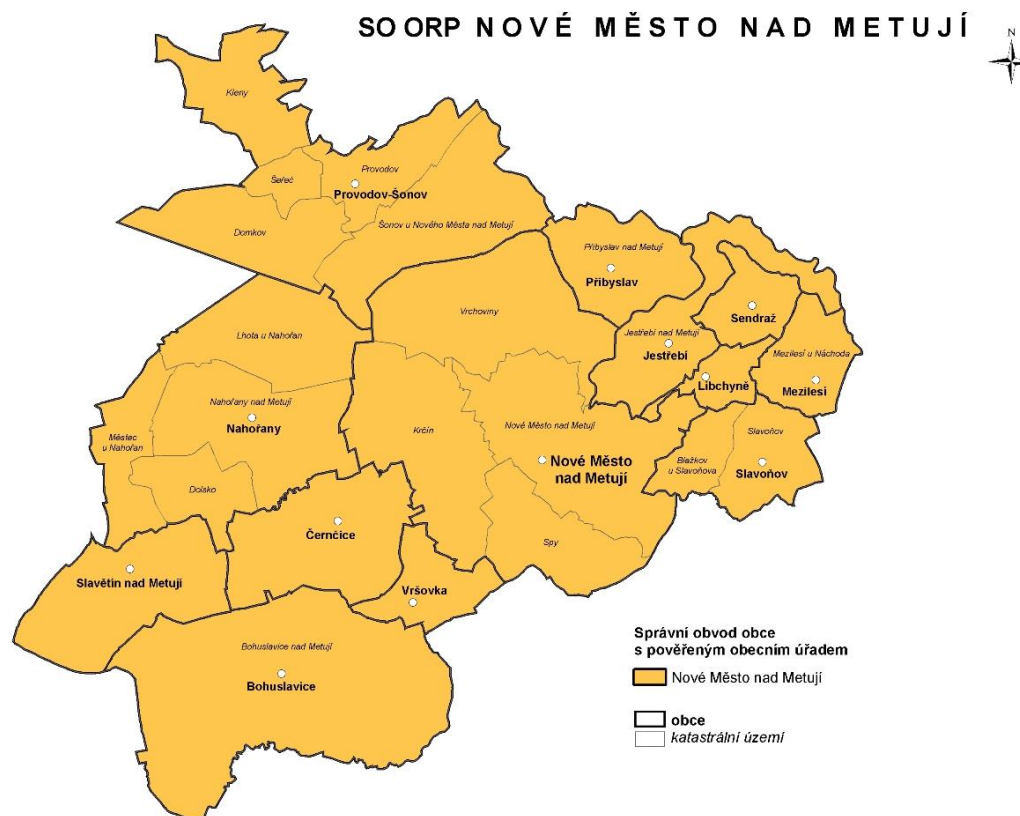 SO ORP NOVÉ MĚSTO NAD METUJÍ
N
Kleny
Provodov
Šeřeč
Provodov-Šonov
Domkov
Šonov u Nového Města nad Metují
Přibyslav nad Metují
Přibyslav
Vrchoviny
Sendraž
Lhota u Nahořan
Jestřebí nad Metují
Jestřebí
Mezilesí u Náchoda
Libchyně
Mezilesí
Nahořany nad Metují
Nahořany
Městec
u Nahořan
Krčín
Nové Město nad Metují
Slavoňov
Blažkov
u Slavoňova
Slavoňov
Nové Město
nad Metují
Dolsko
Černčice
Spy
Slavětín nad Metují
Vršovka
Bohuslavice nad Metují
Bohuslavice
Správní obvod obce
s pověřeným obecním úřadem
Nové Město nad Metují
obce
katastrální území